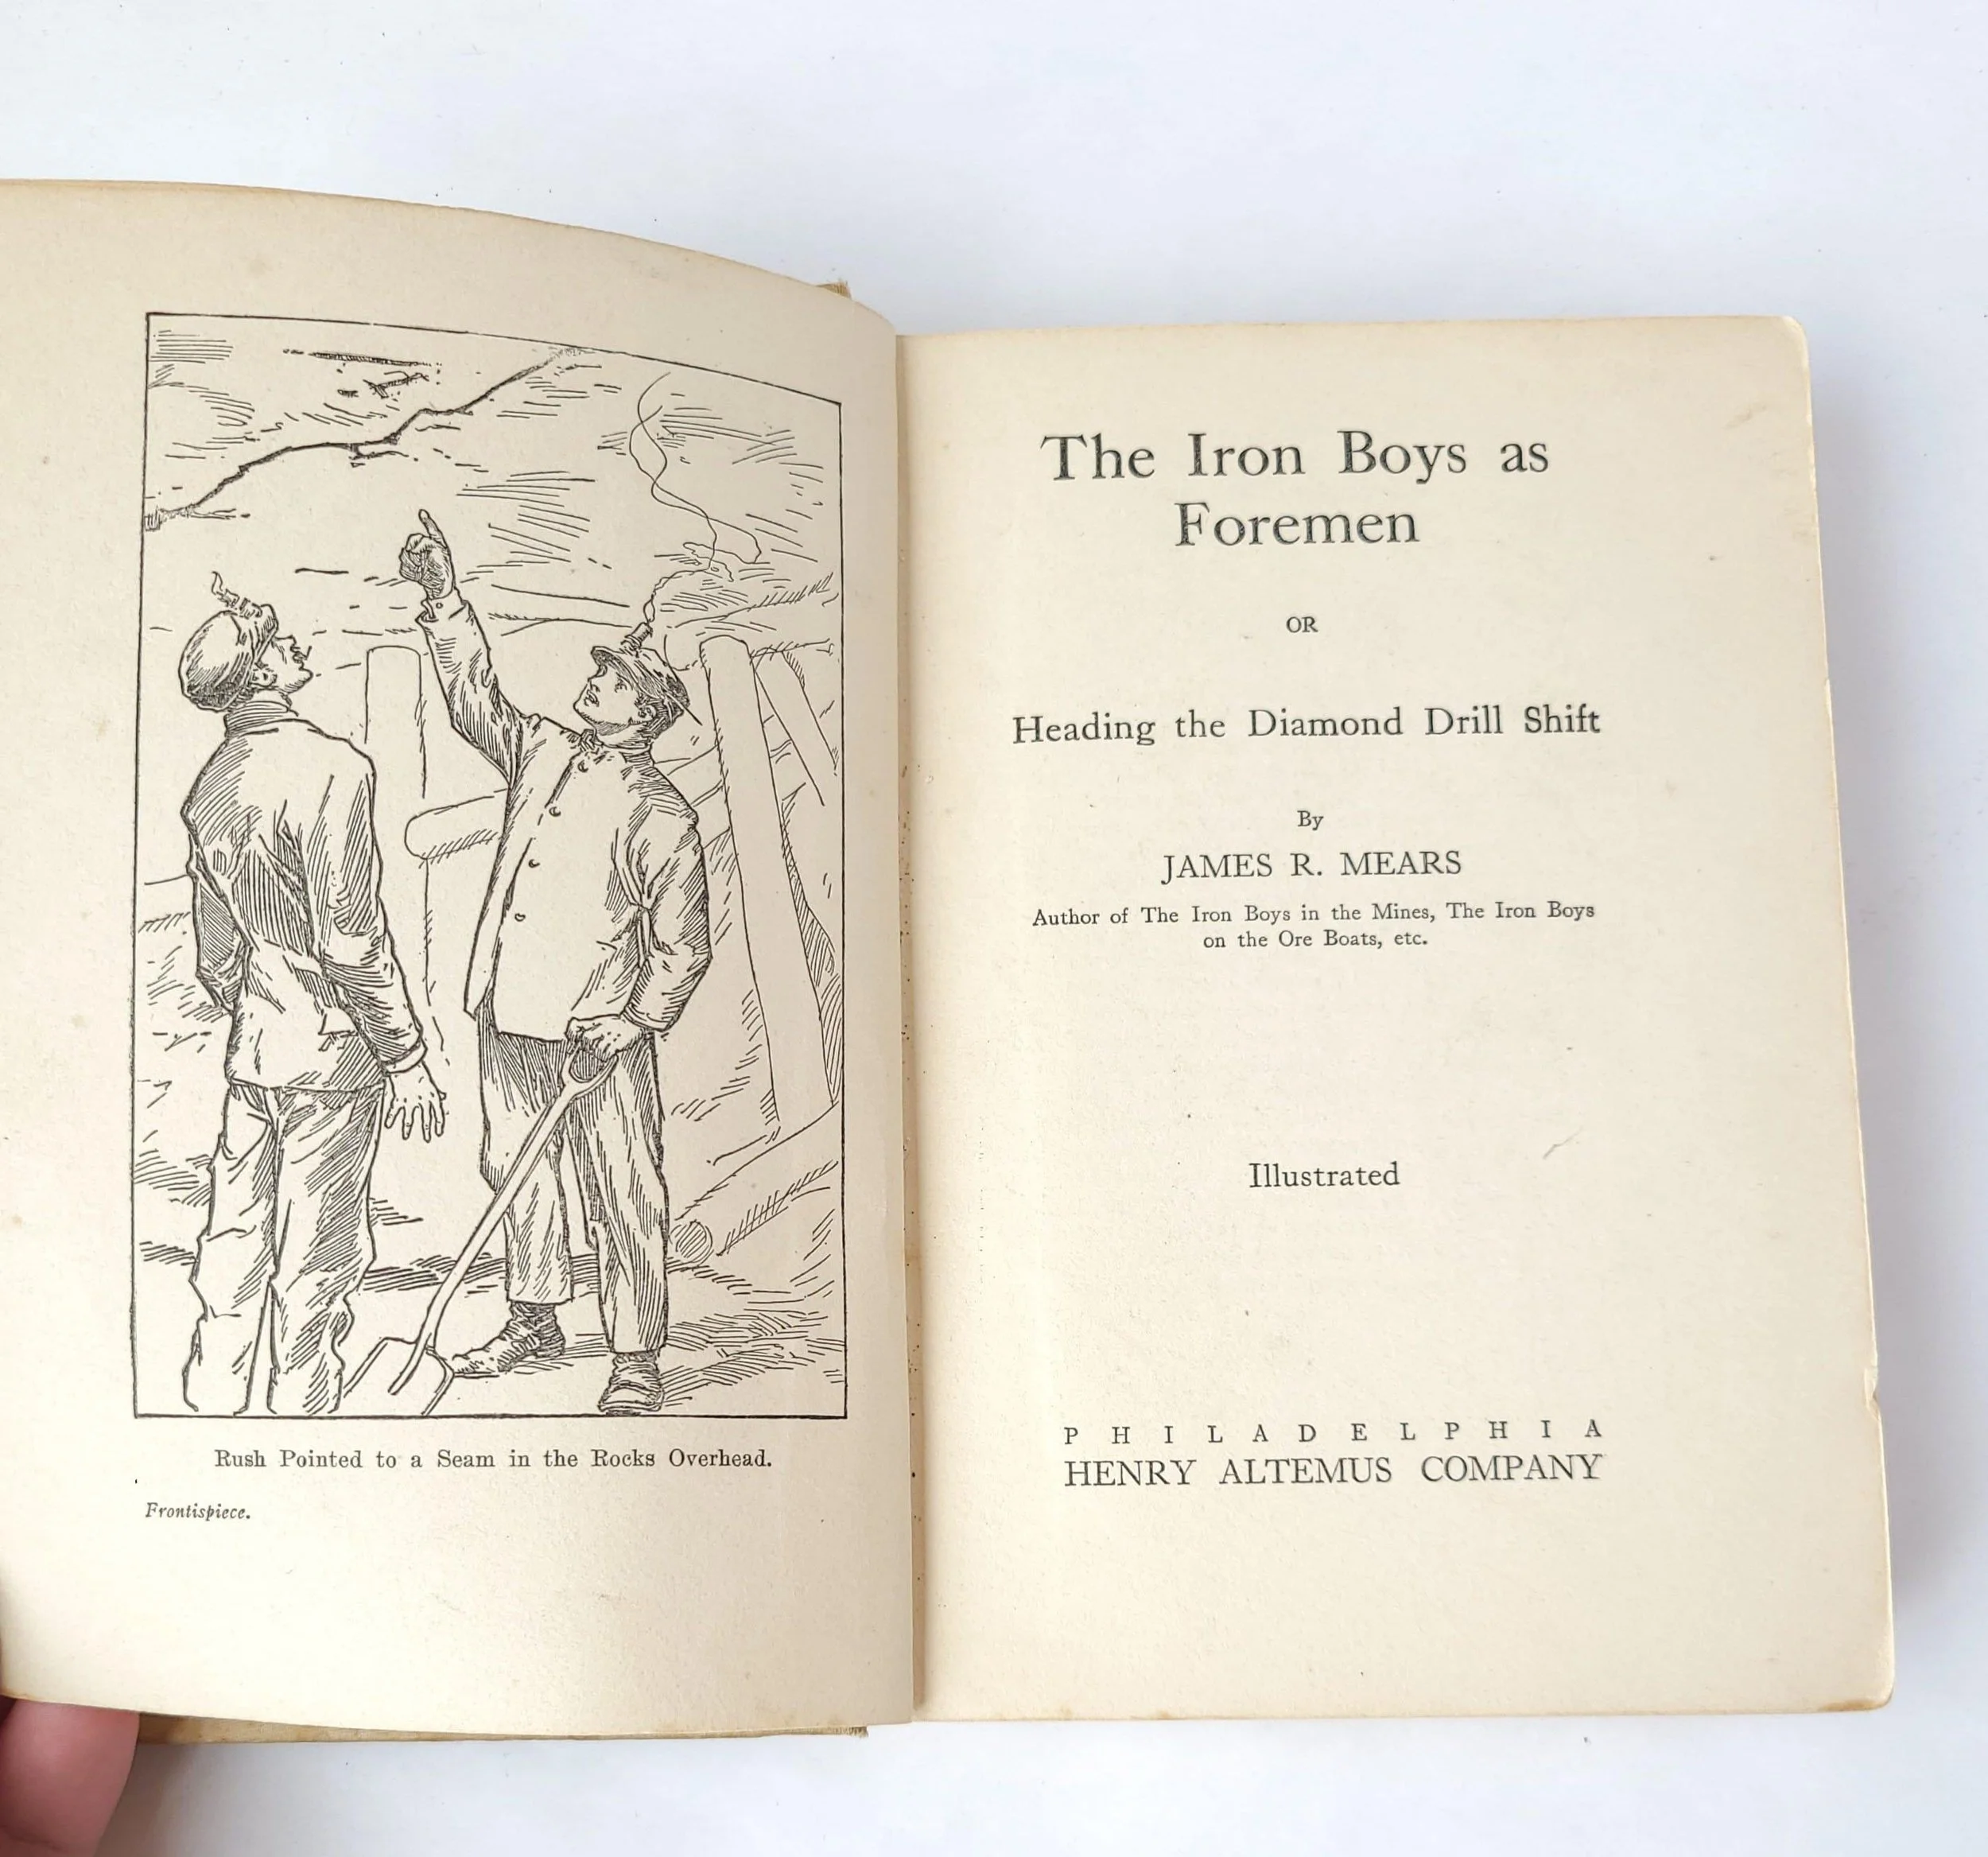 Rush Pointed to a Seam in the Rocks Overhead.
Frontispiece.
The Iron Boys as
Foremen
OR
Heading the Diamond Drill Shift
By
JAMES R. MEARS
Author of The Iron Boys in the Mines, The Iron Boys
on the Ore Boats, etc.
Illustrated
PHILADELPHIA
HENRY ALTEMUS COMPANY